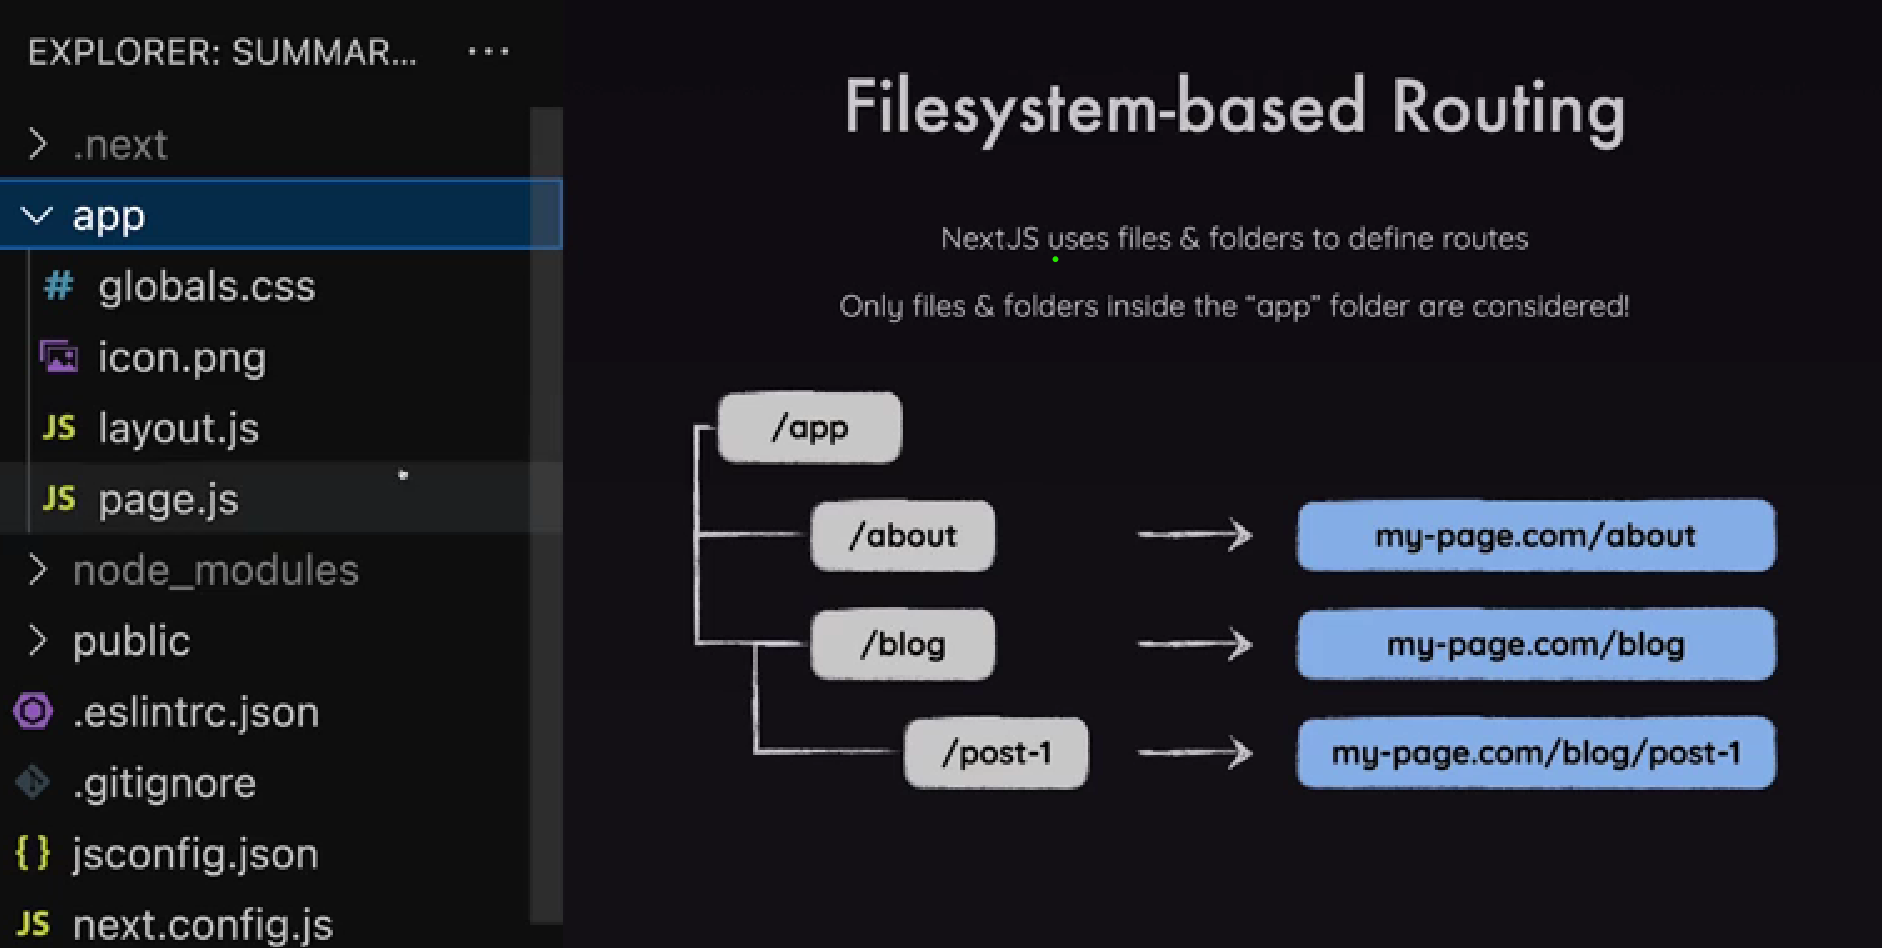 EXPLORER: SUMMAR... ...
.next
app
# globals.css
icon.png
JS layout.js
JS page.js
node_modules
public
.eslintrc.json
.gitignore
{} jsconfig.json
JS next.config.js
Filesystem-based Routing
NextJS uses files & folders to define routes
Only files & folders inside the “app” folder are considered!
/app
/about
my-page.com/about
/blog
my-page.com/blog
/post-1
my-page.com/blog/post-1